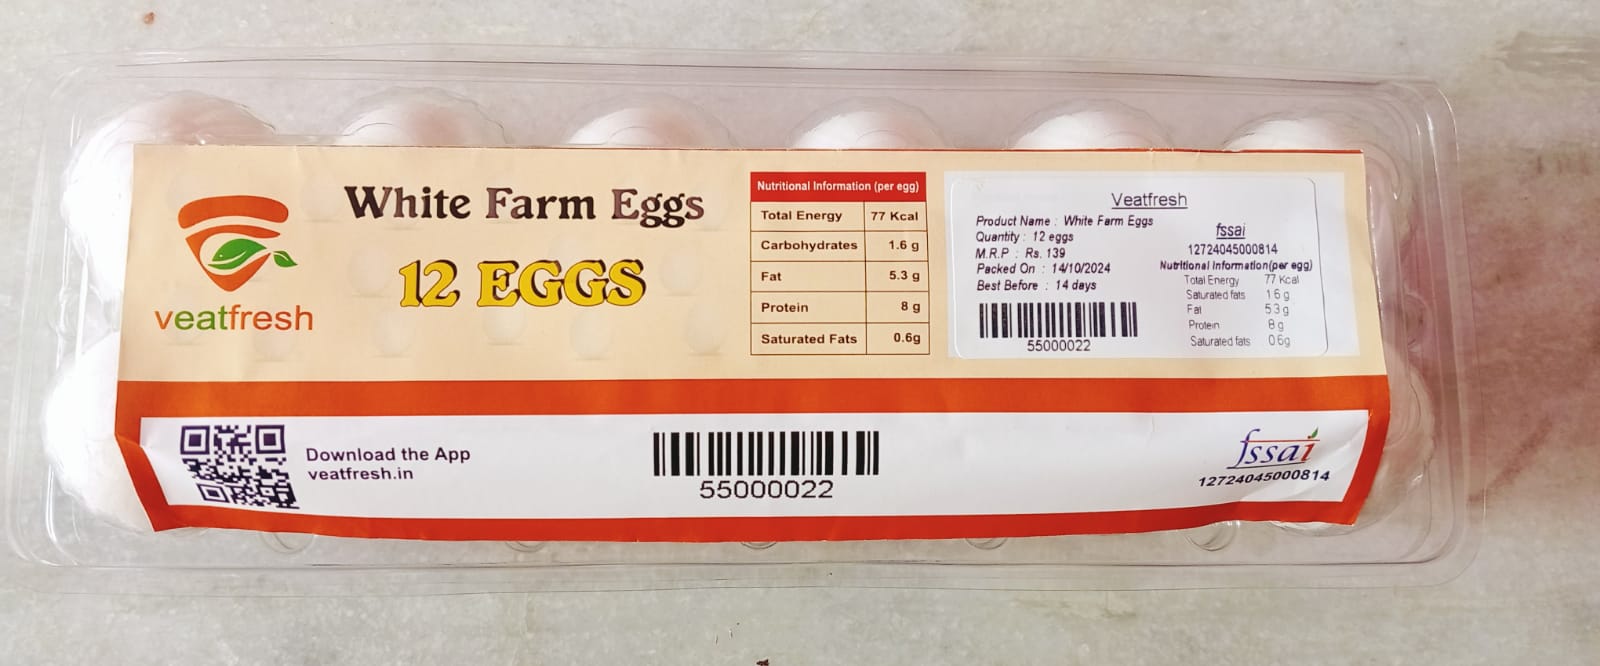 veatfresh
White Farm Eggs
12 EGGS
Nutritional Information (per egg)
Total Energy 77 Kcal
Carbohydrates 1.6 g
Fat 5.3 g
Protein 8 g
Saturated Fats 0.6g
Veatfresh
Product Name : White Farm Eggs
Quantity : 12 eggs
M.R.P : Rs. 139
Packed On : 14/10/2024
Best Before : 14 days
55000022
fssai
12724045000814
Nutritional Information(per egg)
Total Energy 77 Kcal
Saturated fats 1.6 g
Fat 5.3 g
Protein 8 g
Saturated fats 0.6g
Download the App
veatfresh.in
55000022
fssai
12724045000814